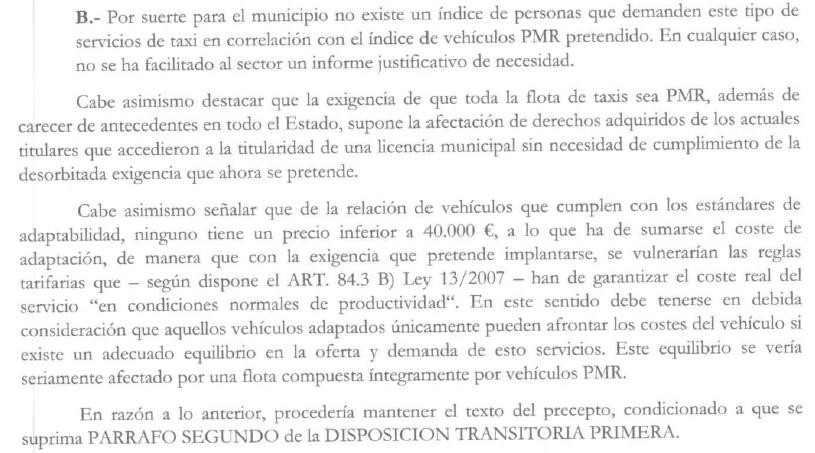 B.- Por suerte para el municipio no existe un índice de personas que demanden este tipo de
servicios de taxi en correlación con el índice de vehículos PMR pretendido. En cualquier caso,
no se ha facilitado al sector un informe justificativo de necesidad.
Cabe asimismo destacar que la exigencia de que toda la flota de taxis sea PMR, además de
carecer de antecedentes en todo el Estado, supone la afectación de derechos adquiridos de los actuales
titulares que accedieron a la titularidad de una licencia municipal sin necesidad de cumplimiento de la
desorbitada exigencia que ahora se pretende.
Cabe asimismo señalar que de la relación de vehículos que cumplen con los estándares de
adaptabilidad, ninguno tiene un precio inferior a 40.000 €, a lo que ha de sumarse el coste de
adaptación, de manera que con la exigencia que pretende implantarse, se vulnerarían las reglas
tarifarias que – según dispone el ART. 84.3 B) Ley 13/2007 – han de garantizar el coste real del
servicio “en condiciones normales de productividad“. En este sentido debe tenerse en debida
consideración que aquellos vehículos adaptados únicamente pueden afrontar los costes del vehículo si
existe un adecuado equilibrio en la oferta y demanda de esto servicios. Este equilibrio se vería
seriamente afectado por una flota compuesta íntegramente por vehículos PMR.
En razón a lo anterior, procedería mantener el texto del precepto, condicionado a que se
suprima PARRAFO SEGUNDO de la DISPOSICION TRANSITORIA PRIMERA.